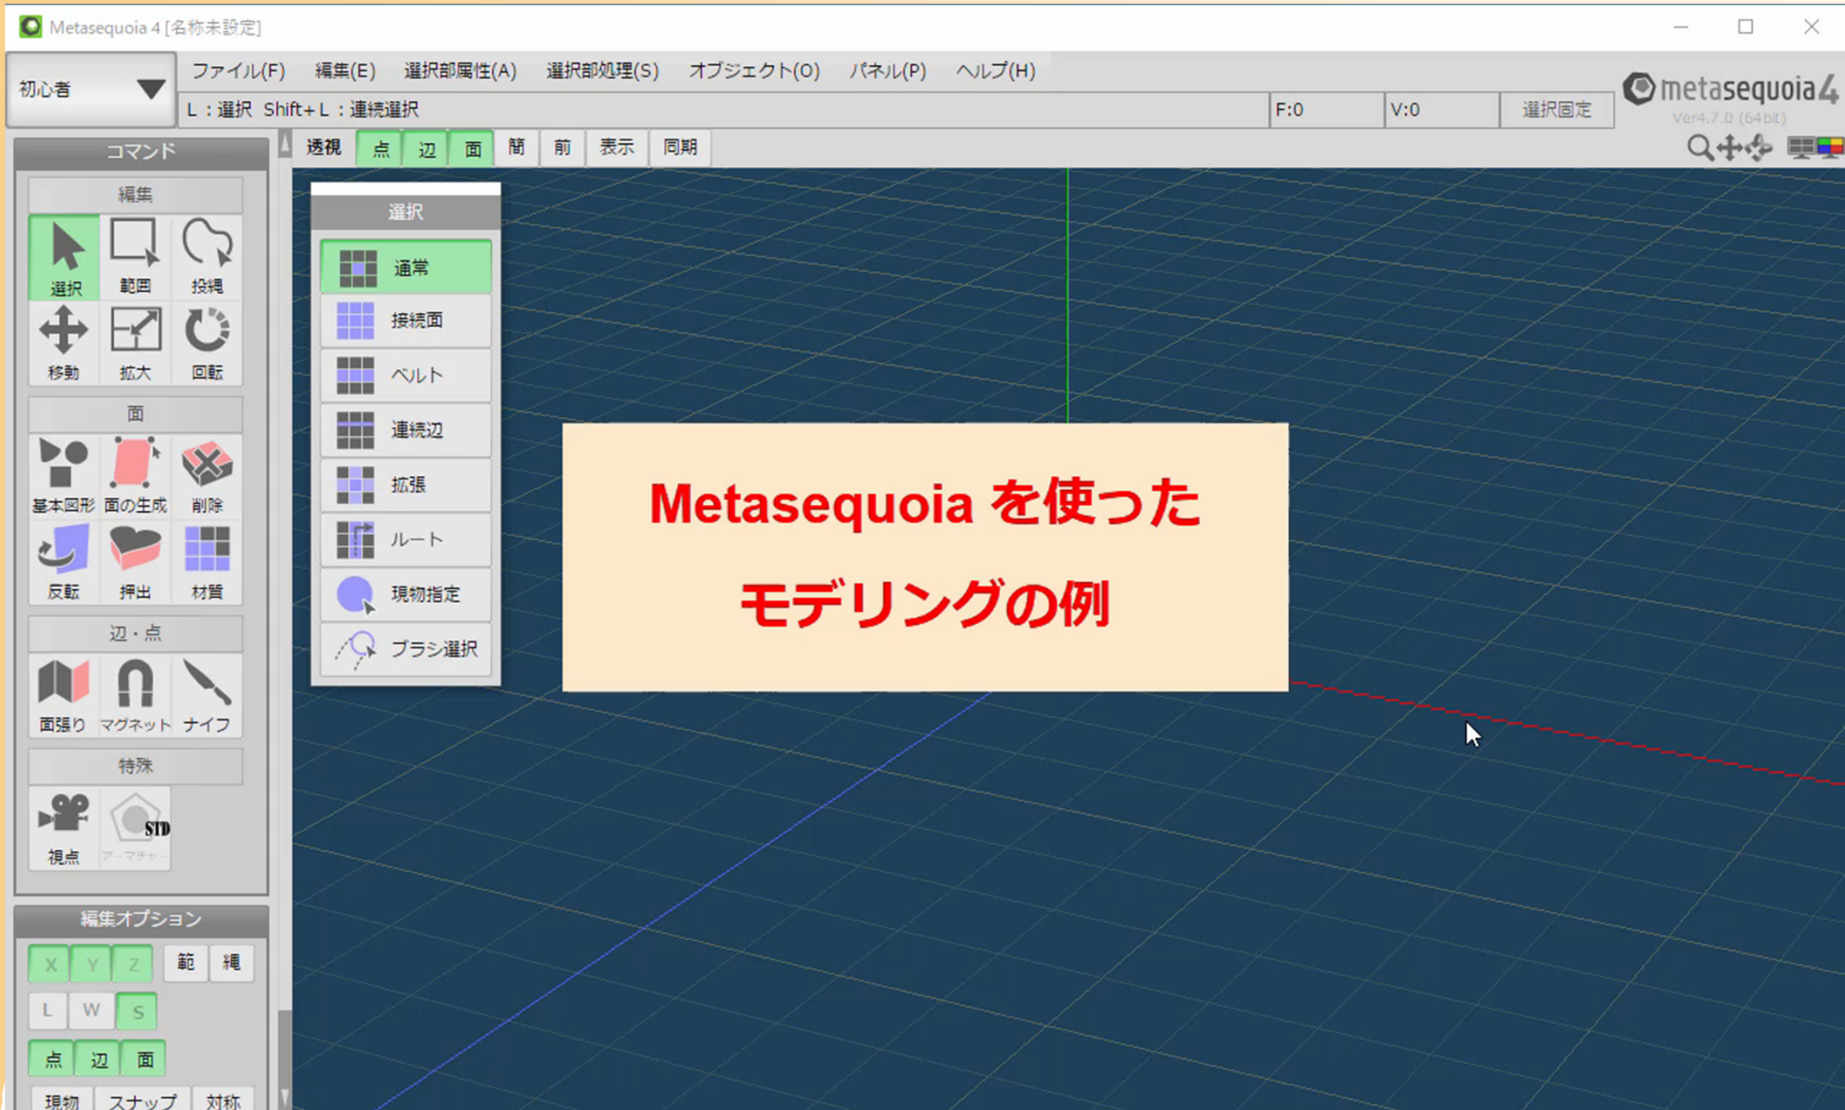 Metasequoia 4 [名称未設定]
初心者
ファイル(F) 編集(E) 選択部属性(A) 選択部処理(S) オブジェクト(O) パネル(P) ヘルプ(H)
L：選択 Shift+L：連続選択
F:0
V:0
選択固定
metasequoia4
Ver4.7.0 (64bit)
コマンド
透視 点 辺 面 簡 前 表示 同期
編集
選択 範囲 投縄
移動 拡大 回転
面
基本図形 面の生成 削除
反転 押出 材質
辺・点
面張り マグネット ナイフ
特殊
STD
視点 アーマチャー
編集オプション
X Y Z 範 縄
L W S
点 辺 面
現物 スナップ 対称
選択
通常
接続面
ベルト
連続辺
拡張
ルート
現物指定
ブラシ選択
Metasequoia を使った
モデリングの例